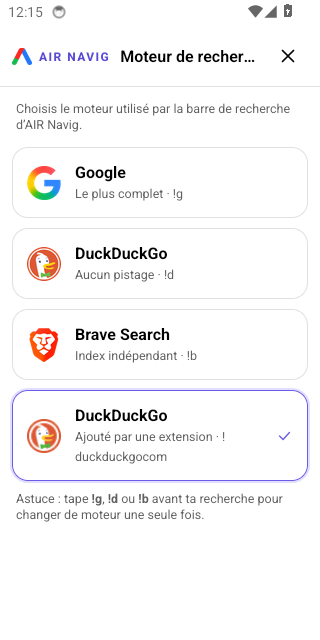 12:15
AIR NAVIG Moteur de recher…
Choisis le moteur utilisé par la barre de recherche
d’AIR Navig.
Google
Le plus complet · !g
DuckDuckGo
Aucun pistage · !d
Brave Search
Index indépendant · !b
DuckDuckGo
Ajouté par une extension · !
duckduckgocom
Astuce : tape !g, !d ou !b avant ta recherche pour
changer de moteur une seule fois.